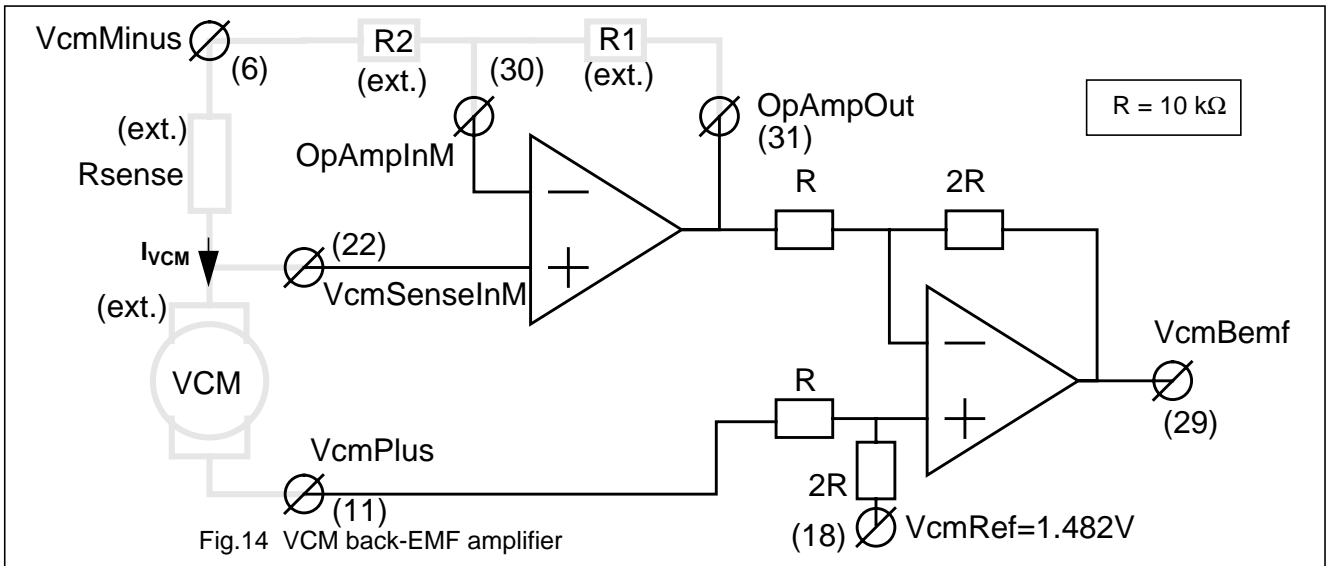 VcmMinus
(6)
R2
(ext.)
(30)
R1
(ext.)
OpAmpOut
(31)
R = 10 kΩ
(ext.)
Rsense
OpAmpInM
R
2R
IVCM
(22)
VcmSenseInM
(ext.)
VCM
VcmBemf
(29)
R
VcmPlus
(11)
2R
(18)
VcmRef=1.482V
Fig.14 VCM back-EMF amplifier